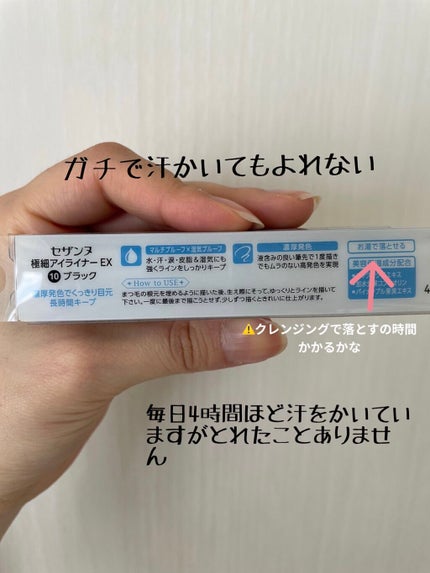 ガチで汗かいてもよれない
セザンヌ
極細アイライナーEX
10 ブラック
濃厚発色でくっきり目元
長時間キープ
マルチプルーフ×湿気プルーフ
水・汗・涙・皮脂&湿気にも
強くラインをしっかりキープ
濃厚発色
液含みの良い筆先で1度描き
でもムラのない高発色を実現
お湯で落とせる
成分配合
エキス
エキス
How to USE
まつ毛の根元を埋めるように描いた後、生え際にそって、ゆっくりとラインを描いて
下さい。一度に最後まで描こうとせず、少しずつ描くときれいに仕上がります。
4
⚠️クレンジングで落とすの時間
かかるかな
毎日4時間ほど汗をかいてい
ますがとれたことありませ
ん